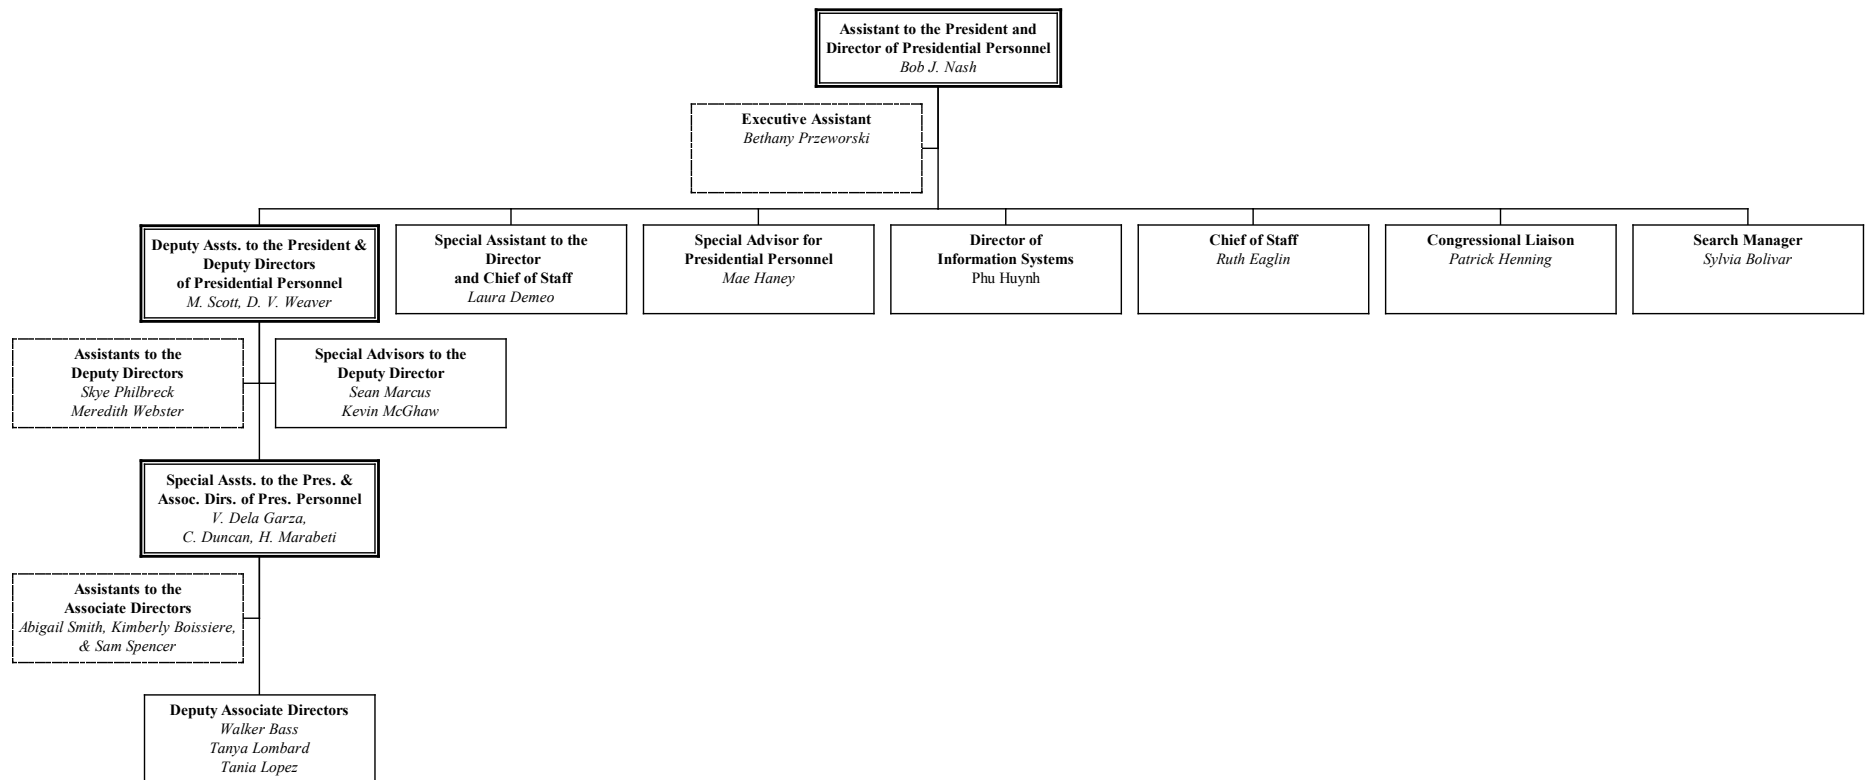 Assistant to the President and
Director of Presidential Personnel
Bob J. Nash
Executive Assistant
Bethany Przeworski
Deputy Assts. to the President &
Deputy Directors
of Presidential Personnel
M. Scott, D. V. Weaver
Special Assistant to the
Director
and Chief of Staff
Laura Demeo
Special Advisor for
Presidential Personnel
Mae Haney
Director of
Information Systems
Phu Huynh
Chief of Staff
Ruth Eaglin
Congressional Liaison
Patrick Henning
Search Manager
Sylvia Bolivar
Assistants to the
Deputy Directors
Skye Philbreck
Meredith Webster
Special Advisors to the
Deputy Director
Sean Marcus
Kevin McGhaw
Special Assts. to the Pres. &
Assoc. Dirs. of Pres. Personnel
V. Dela Garza,
C. Duncan, H. Marabeti
Assistants to the
Associate Directors
Abigail Smith, Kimberly Boissiere,
& Sam Spencer
Deputy Associate Directors
Walker Bass
Tanya Lombard
Tania Lopez